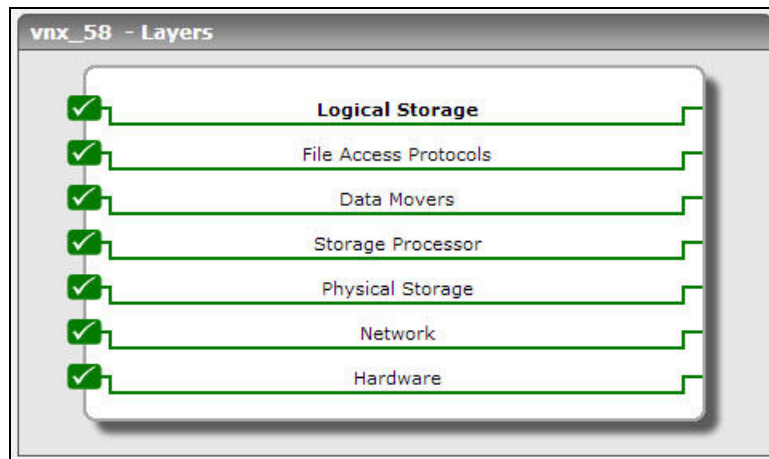 vnx_58 - Layers
Logical Storage
File Access Protocols
Data Movers
Storage Processor
Physical Storage
Network
Hardware